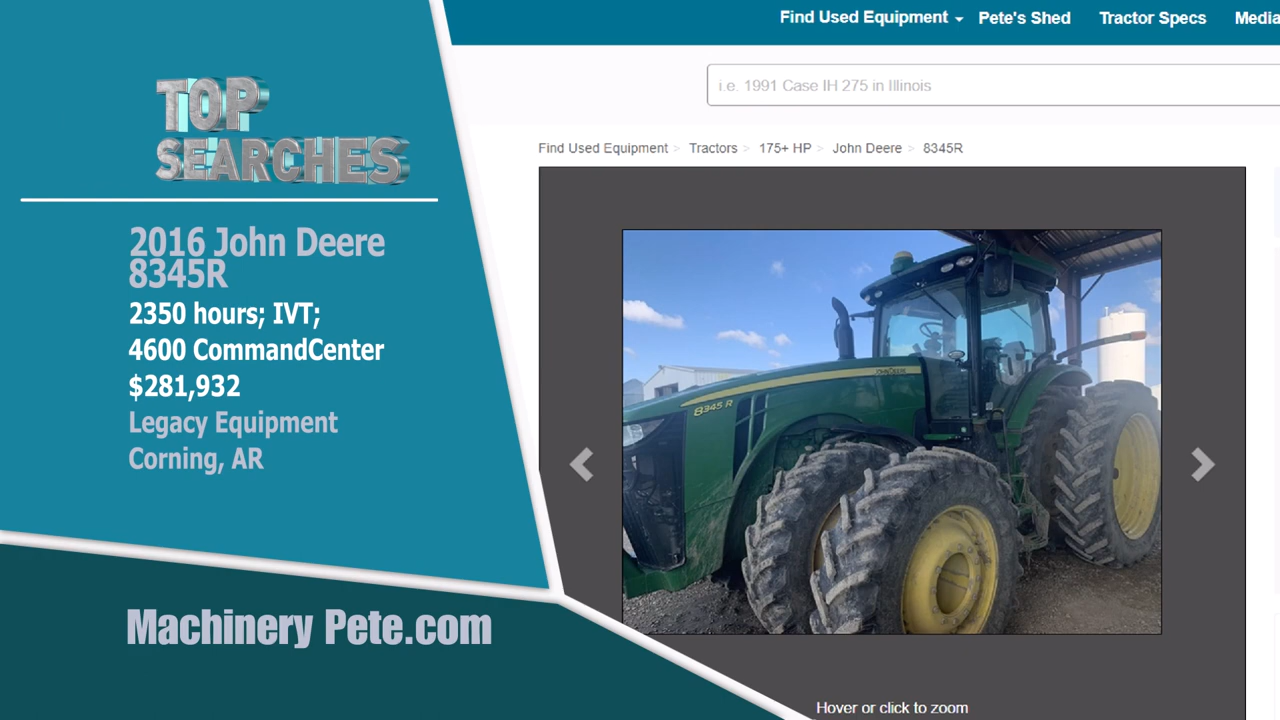 TOP
SEARCHES
2016 John Deere
8345R
2350 hours; IVT;
4600 CommandCenter
$281,932
Legacy Equipment
Corning, AR
Machinery Pete.com
Find Used Equipment
Pete's Shed
Tractor Specs
Media
i.e. 1991 Case IH 275 in Illinois
Find Used Equipment > Tractors > 175+ HP > John Deere > 8345R
JOHN DEERE
8345 R
Hover or click to zoom